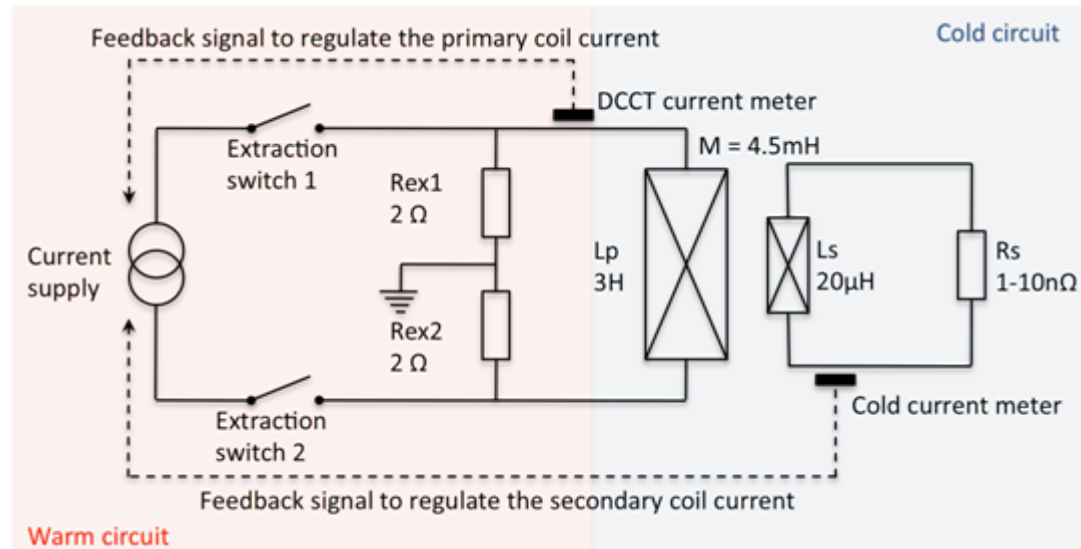 Feedback signal to regulate the primary coil current
Cold circuit
DCCT current meter
Extraction
switch 1
M = 4.5mH
Rex1
2 Ω
Current
supply
Lp
3H
Ls
20μH
Rs
1-10nΩ
Rex2
2 Ω
Extraction
switch 2
Cold current meter
Feedback signal to regulate the secondary coil current
Warm circuit